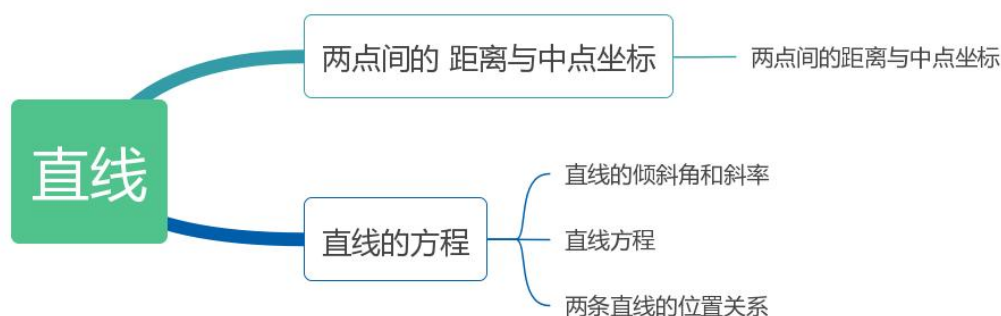 直线
两点间的 距离与中点坐标
两点间的距离与中点坐标
直线的方程
直线的倾斜角和斜率
直线方程
两条直线的位置关系